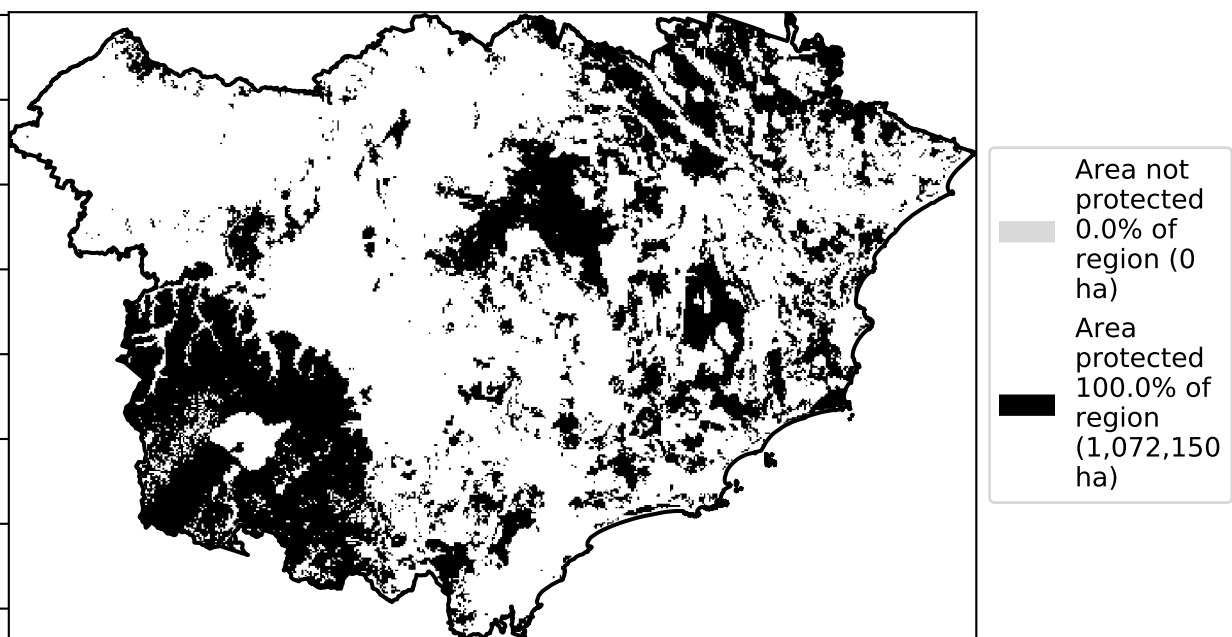 Area not
protected
0.0% of
region (0
ha)
Area
protected
100.0% of
region
(1,072,150
ha)